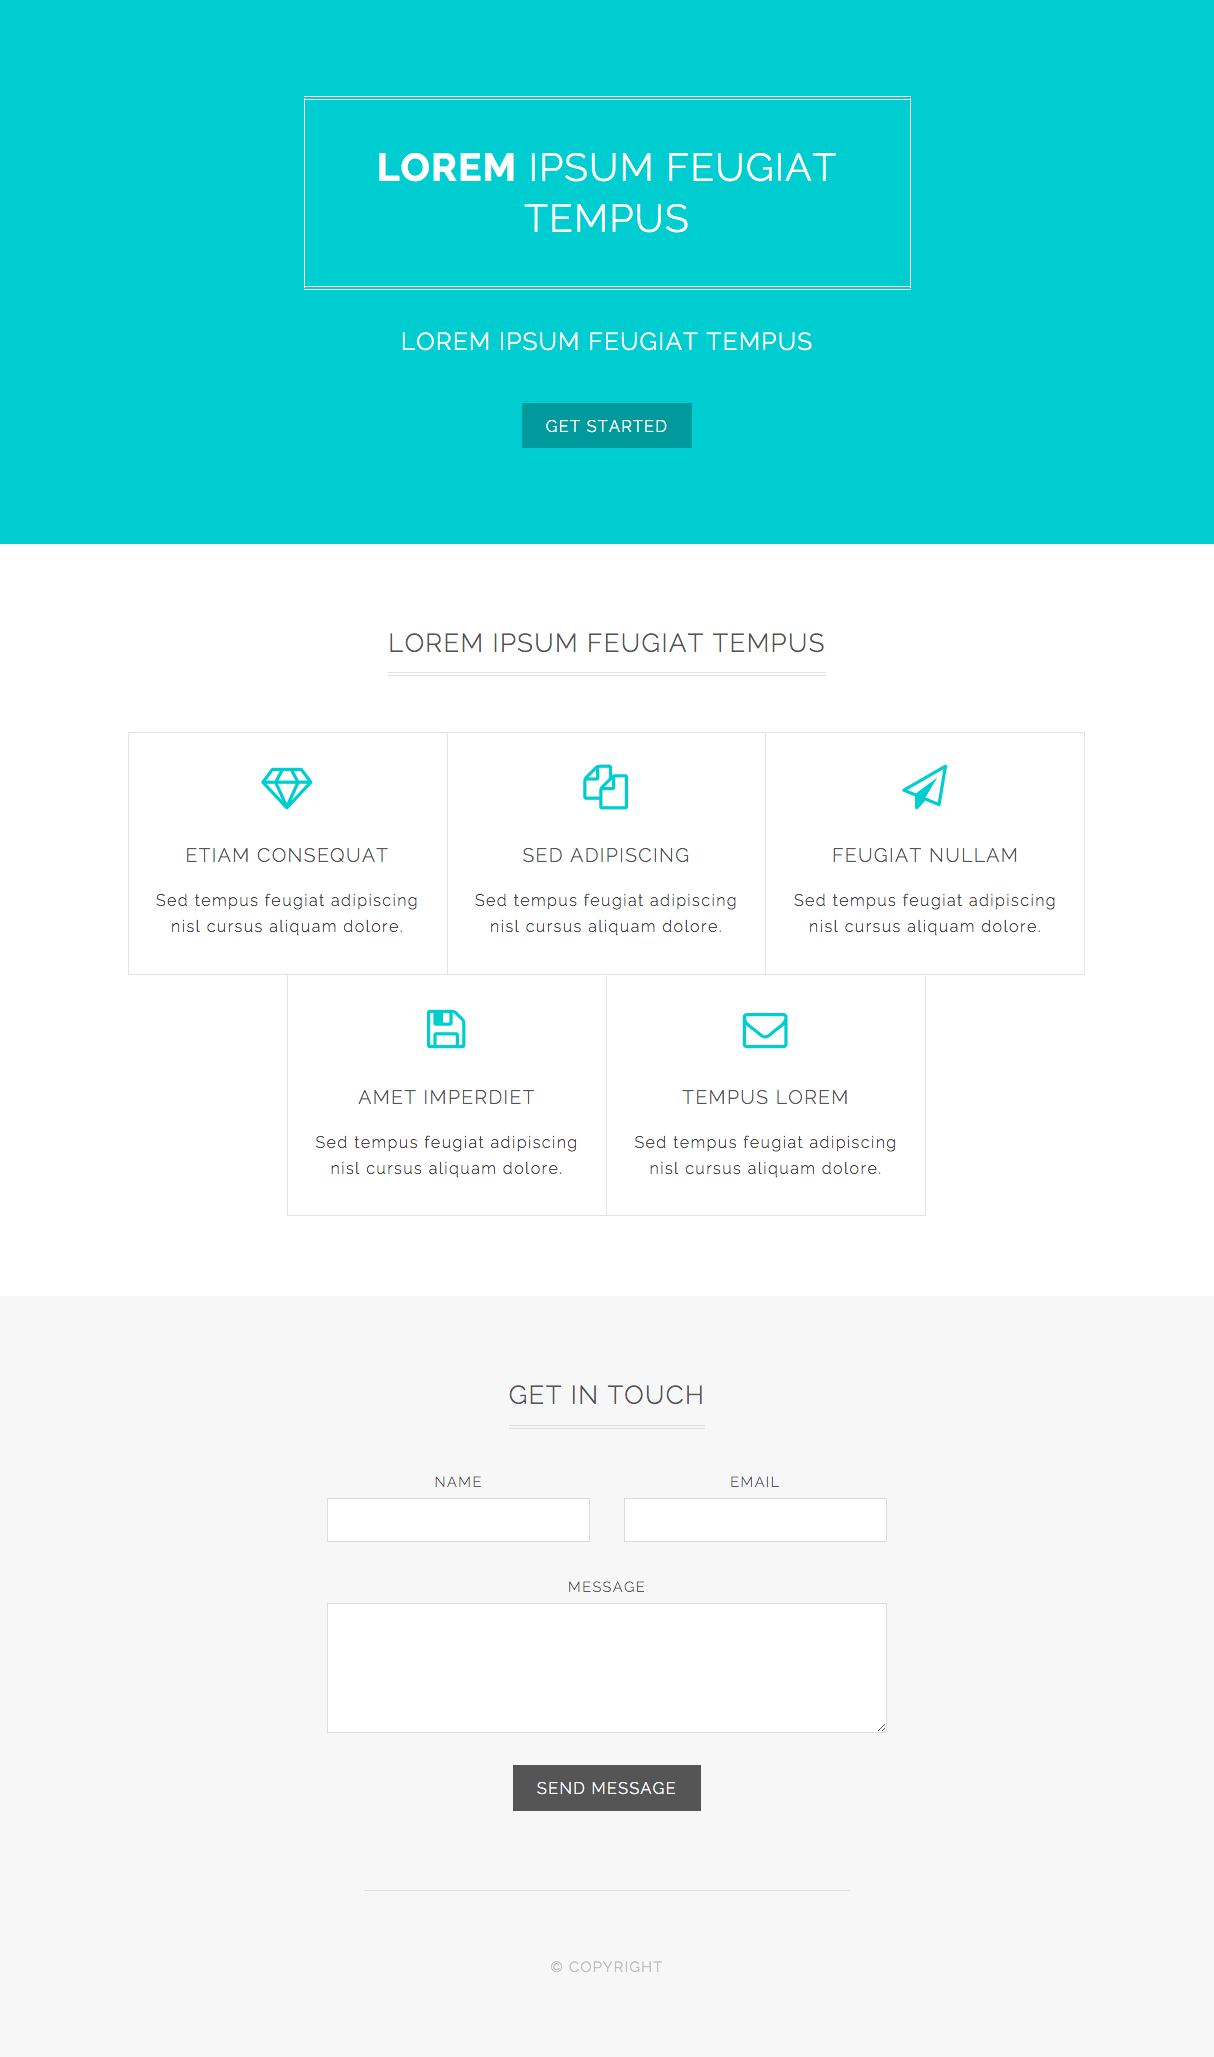 LOREM IPSUM FEUGIAT
TEMPUS
LOREM IPSUM FEUGIAT TEMPUS
GET STARTED
LOREM IPSUM FEUGIAT TEMPUS
ETIAM CONSEQUAT
Sed tempus feugiat adipiscing
nisl cursus aliquam dolore.
SED ADIPISCING
Sed tempus feugiat adipiscing
nisl cursus aliquam dolore.
FEUGIAT NULLAM
Sed tempus feugiat adipiscing
nisl cursus aliquam dolore.
AMET IMPERDIET
Sed tempus feugiat adipiscing
nisl cursus aliquam dolore.
TEMPUS LOREM
Sed tempus feugiat adipiscing
nisl cursus aliquam dolore.
GET IN TOUCH
NAME
EMAIL
MESSAGE
SEND MESSAGE
© COPYRIGHT